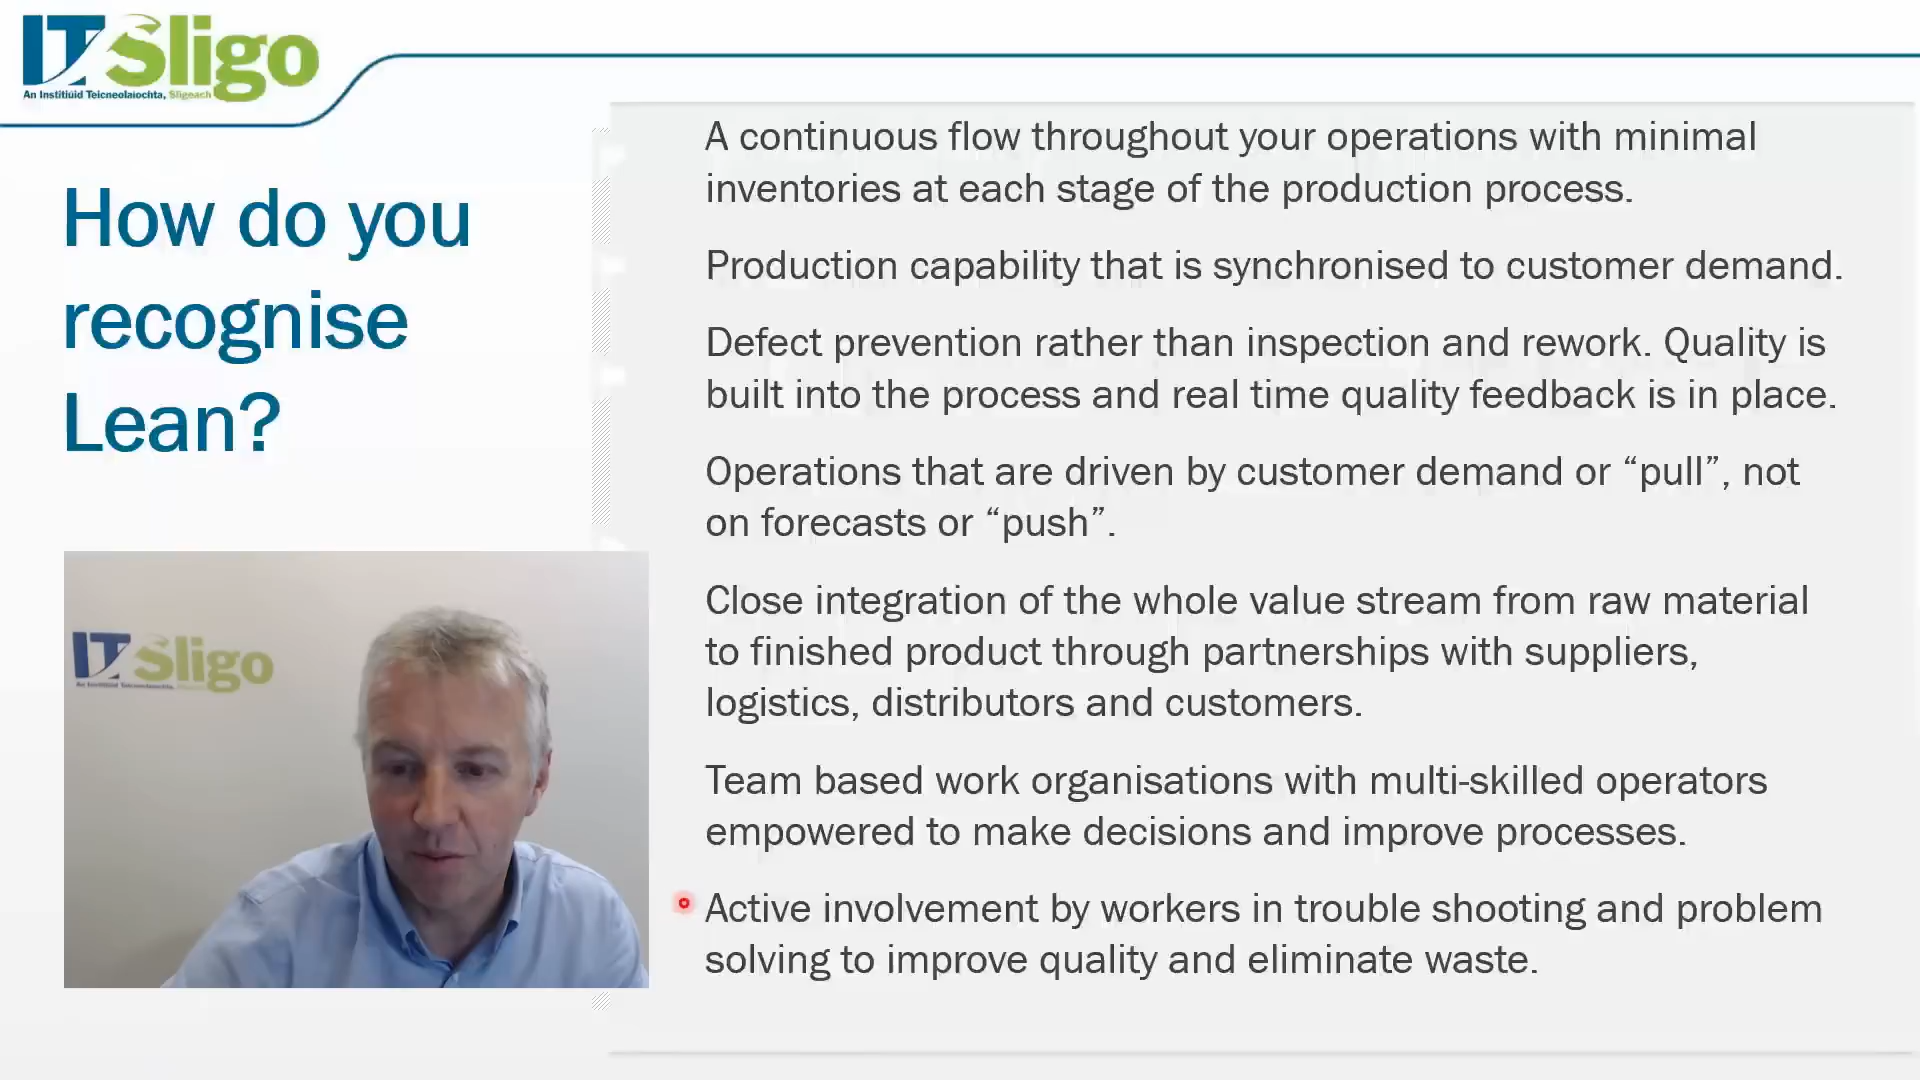 ITSligo
An Institiúid Teicneolaíochta, Sligeach
How do you
recognise
Lean?
A continuous flow throughout your operations with minimal
inventories at each stage of the production process.
Production capability that is synchronised to customer demand.
Defect prevention rather than inspection and rework. Quality is
built into the process and real time quality feedback is in place.
Operations that are driven by customer demand or “pull”, not
on forecasts or “push”.
Close integration of the whole value stream from raw material
to finished product through partnerships with suppliers,
logistics, distributors and customers.
Team based work organisations with multi-skilled operators
empowered to make decisions and improve processes.
Active involvement by workers in trouble shooting and problem
solving to improve quality and eliminate waste.
ITSligo
An Institiúid Teicneolaíochta,